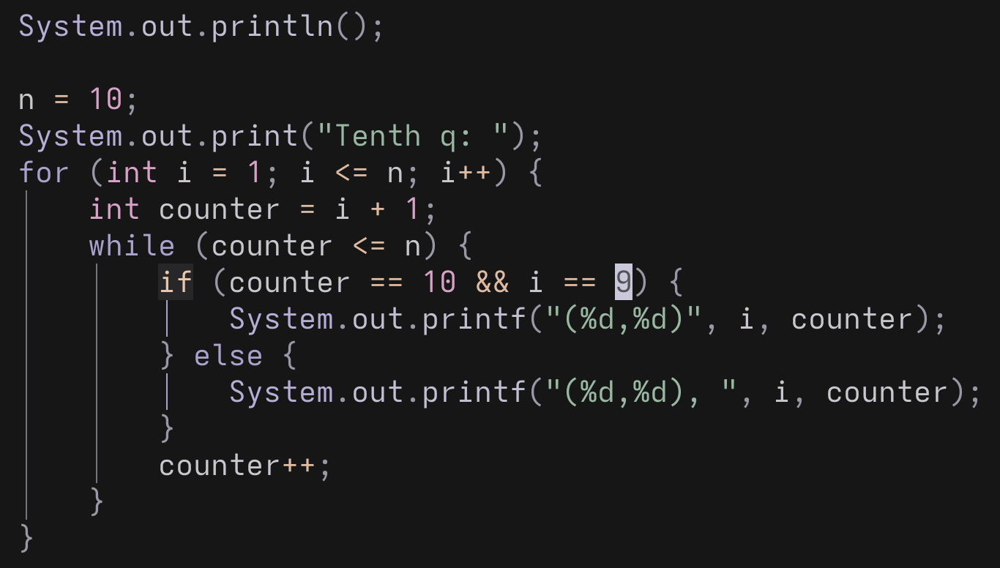 System.out.println();

n = 10;
System.out.print("Tenth q: ");
for (int i = 1; i <= n; i++) {
    int counter = i + 1;
    while (counter <= n) {
        if (counter == 10 && i == 9) {
            System.out.printf("(%d,%d)", i, counter);
        } else {
            System.out.printf("(%d,%d), ", i, counter);
        }
        counter++;
    }
}